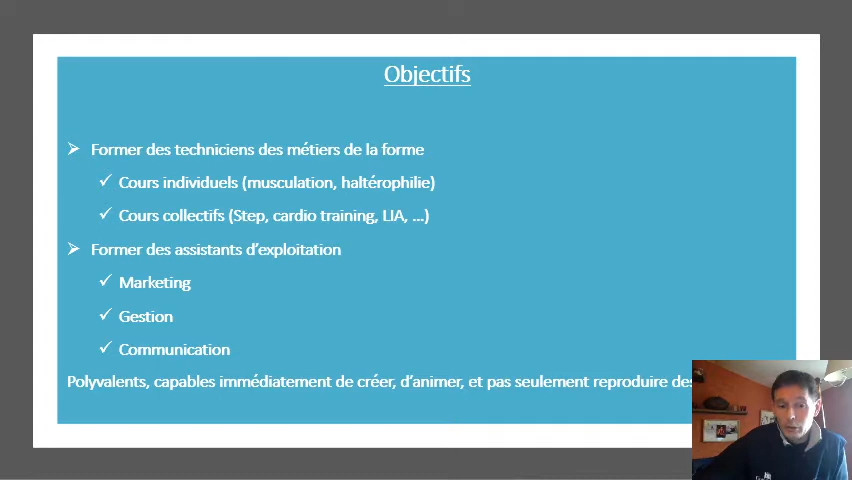 Objectifs
Former des techniciens des métiers de la forme
Cours individuels (musculation, haltérophilie)
Cours collectifs (Step, cardio training, LIA, ...)
Former des assistants d'exploitation
Marketing
Gestion
Communication
Polyvalents, capables immédiatement de créer, d'animer, et pas seulement reproduire